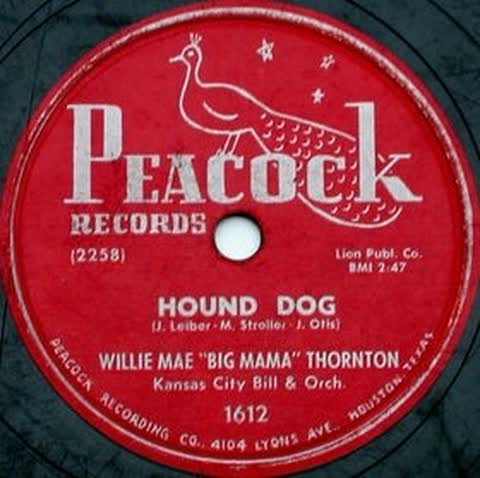 PEACOCK
RECORDS
(2258)
Lion Publ. Co.
BMI 2:47
HOUND DOG
(J. Leiber - M. Stroller - J. Otis)
WILLIE MAE "BIG MAMA" THORNTON
Kansas City Bill & Orch.
1612
PEACOCK RECORDING CO., 4104 LYONS AVE., HOUSTON, TEXAS